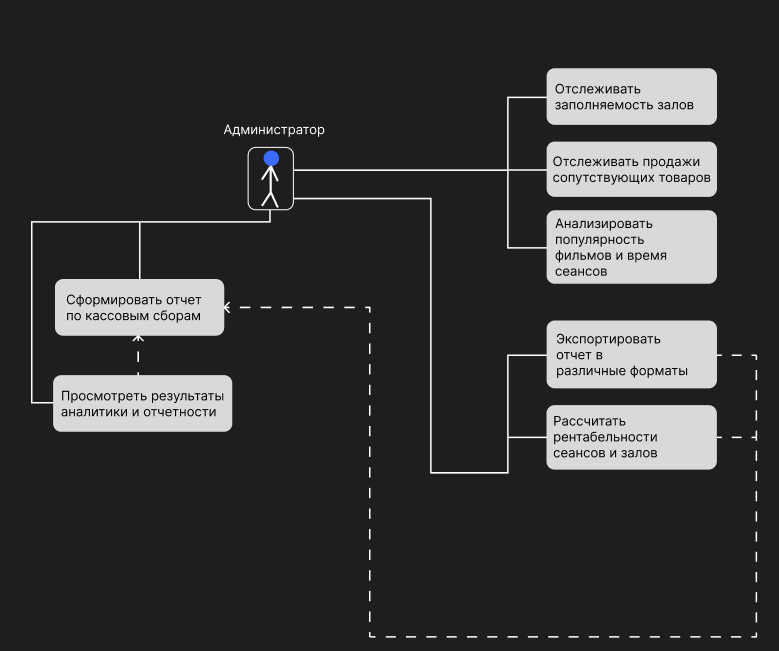 Администратор
Отслеживать
заполняемость залов
Отслеживать продажи
сопутствующих товаров
Анализировать
популярность
фильмов и время
сеансов
Сформировать отчет
по кассовым сборам
Просмотреть результаты
аналитики и отчетности
Экспортировать
отчет в
различные форматы
Рассчитать
рентабельности
сеансов и залов